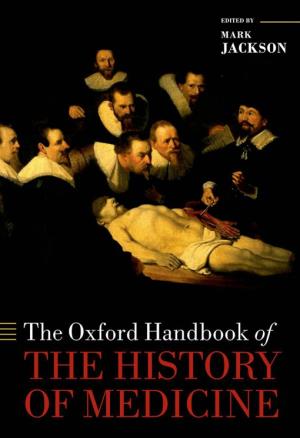 EDITED BY
MARK
JACKSON
The Oxford Handbook of
THE HISTORY
OF MEDICINE